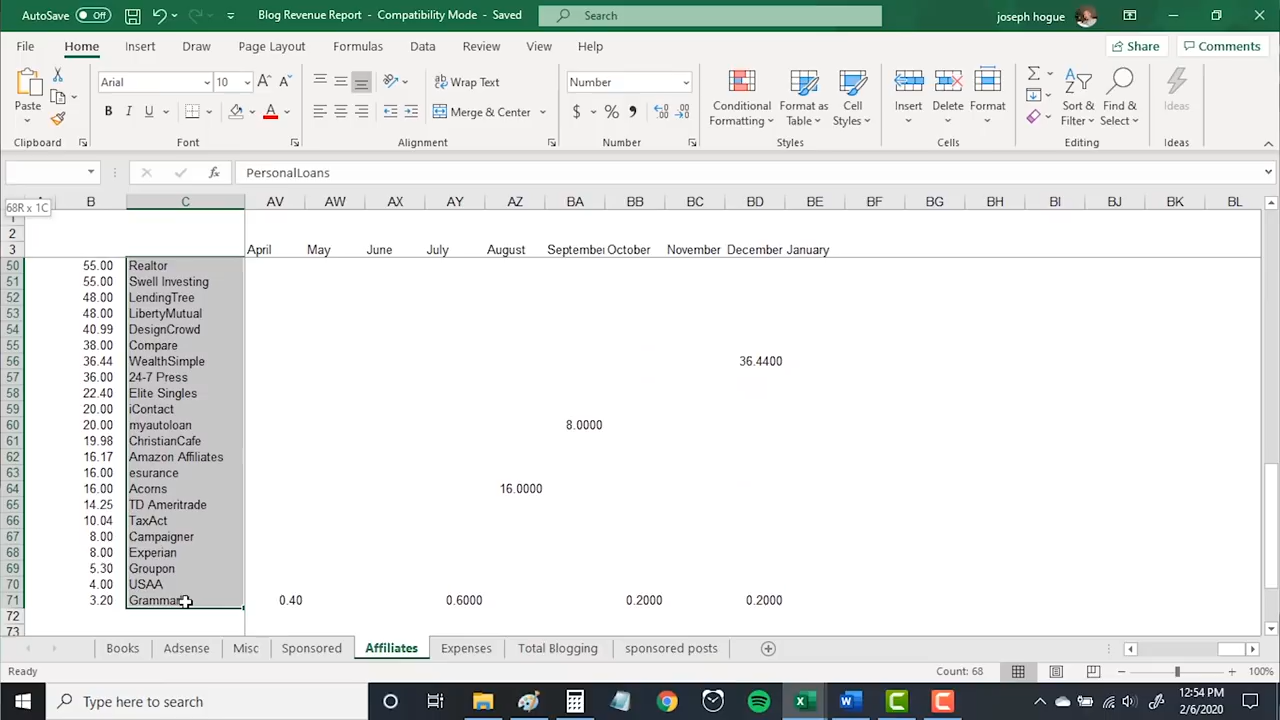 AutoSave Off Blog Revenue Report - Compatibility Mode - Saved Search joseph hogue
File Home Insert Draw Page Layout Formulas Data Review View Help Share Comments
Paste Arial 10 Wrap Text Number Conditional Formatting Format as Table Cell Styles Insert Delete Format Sort & Filter Find & Select Ideas
B I U Merge & Center $ % ,
Clipboard Font Alignment Number Styles Cells Editing Ideas
fx PersonalLoans
68R x 1C B C AV AW AX AY AZ BA BB BC BD BE BF BG BH BI BJ BK BL
2
3 April May June July August September October November December January
50 55.00 Realtor
51 55.00 Swell Investing
52 48.00 LendingTree
53 48.00 LibertyMutual
54 40.99 DesignCrowd
55 38.00 Compare
56 36.44 WealthSimple 36.4400
57 36.00 24-7 Press
58 22.40 Elite Singles
59 20.00 iContact
60 20.00 myautoloan 8.0000
61 19.98 ChristianCafe
62 16.17 Amazon Affiliates
63 16.00 esurance
64 16.00 Acorns 16.0000
65 14.25 TD Ameritrade
66 10.04 TaxAct
67 8.00 Campaigner
68 8.00 Experian
69 5.30 Groupon
70 4.00 USAA
71 3.20 0.40 0.6000 0.2000 0.2000
72
73
Books Adsense Misc Sponsored Affiliates Expenses Total Blogging sponsored posts
Ready Count: 68 100%
Type here to search 12:54 PM
2/6/2020